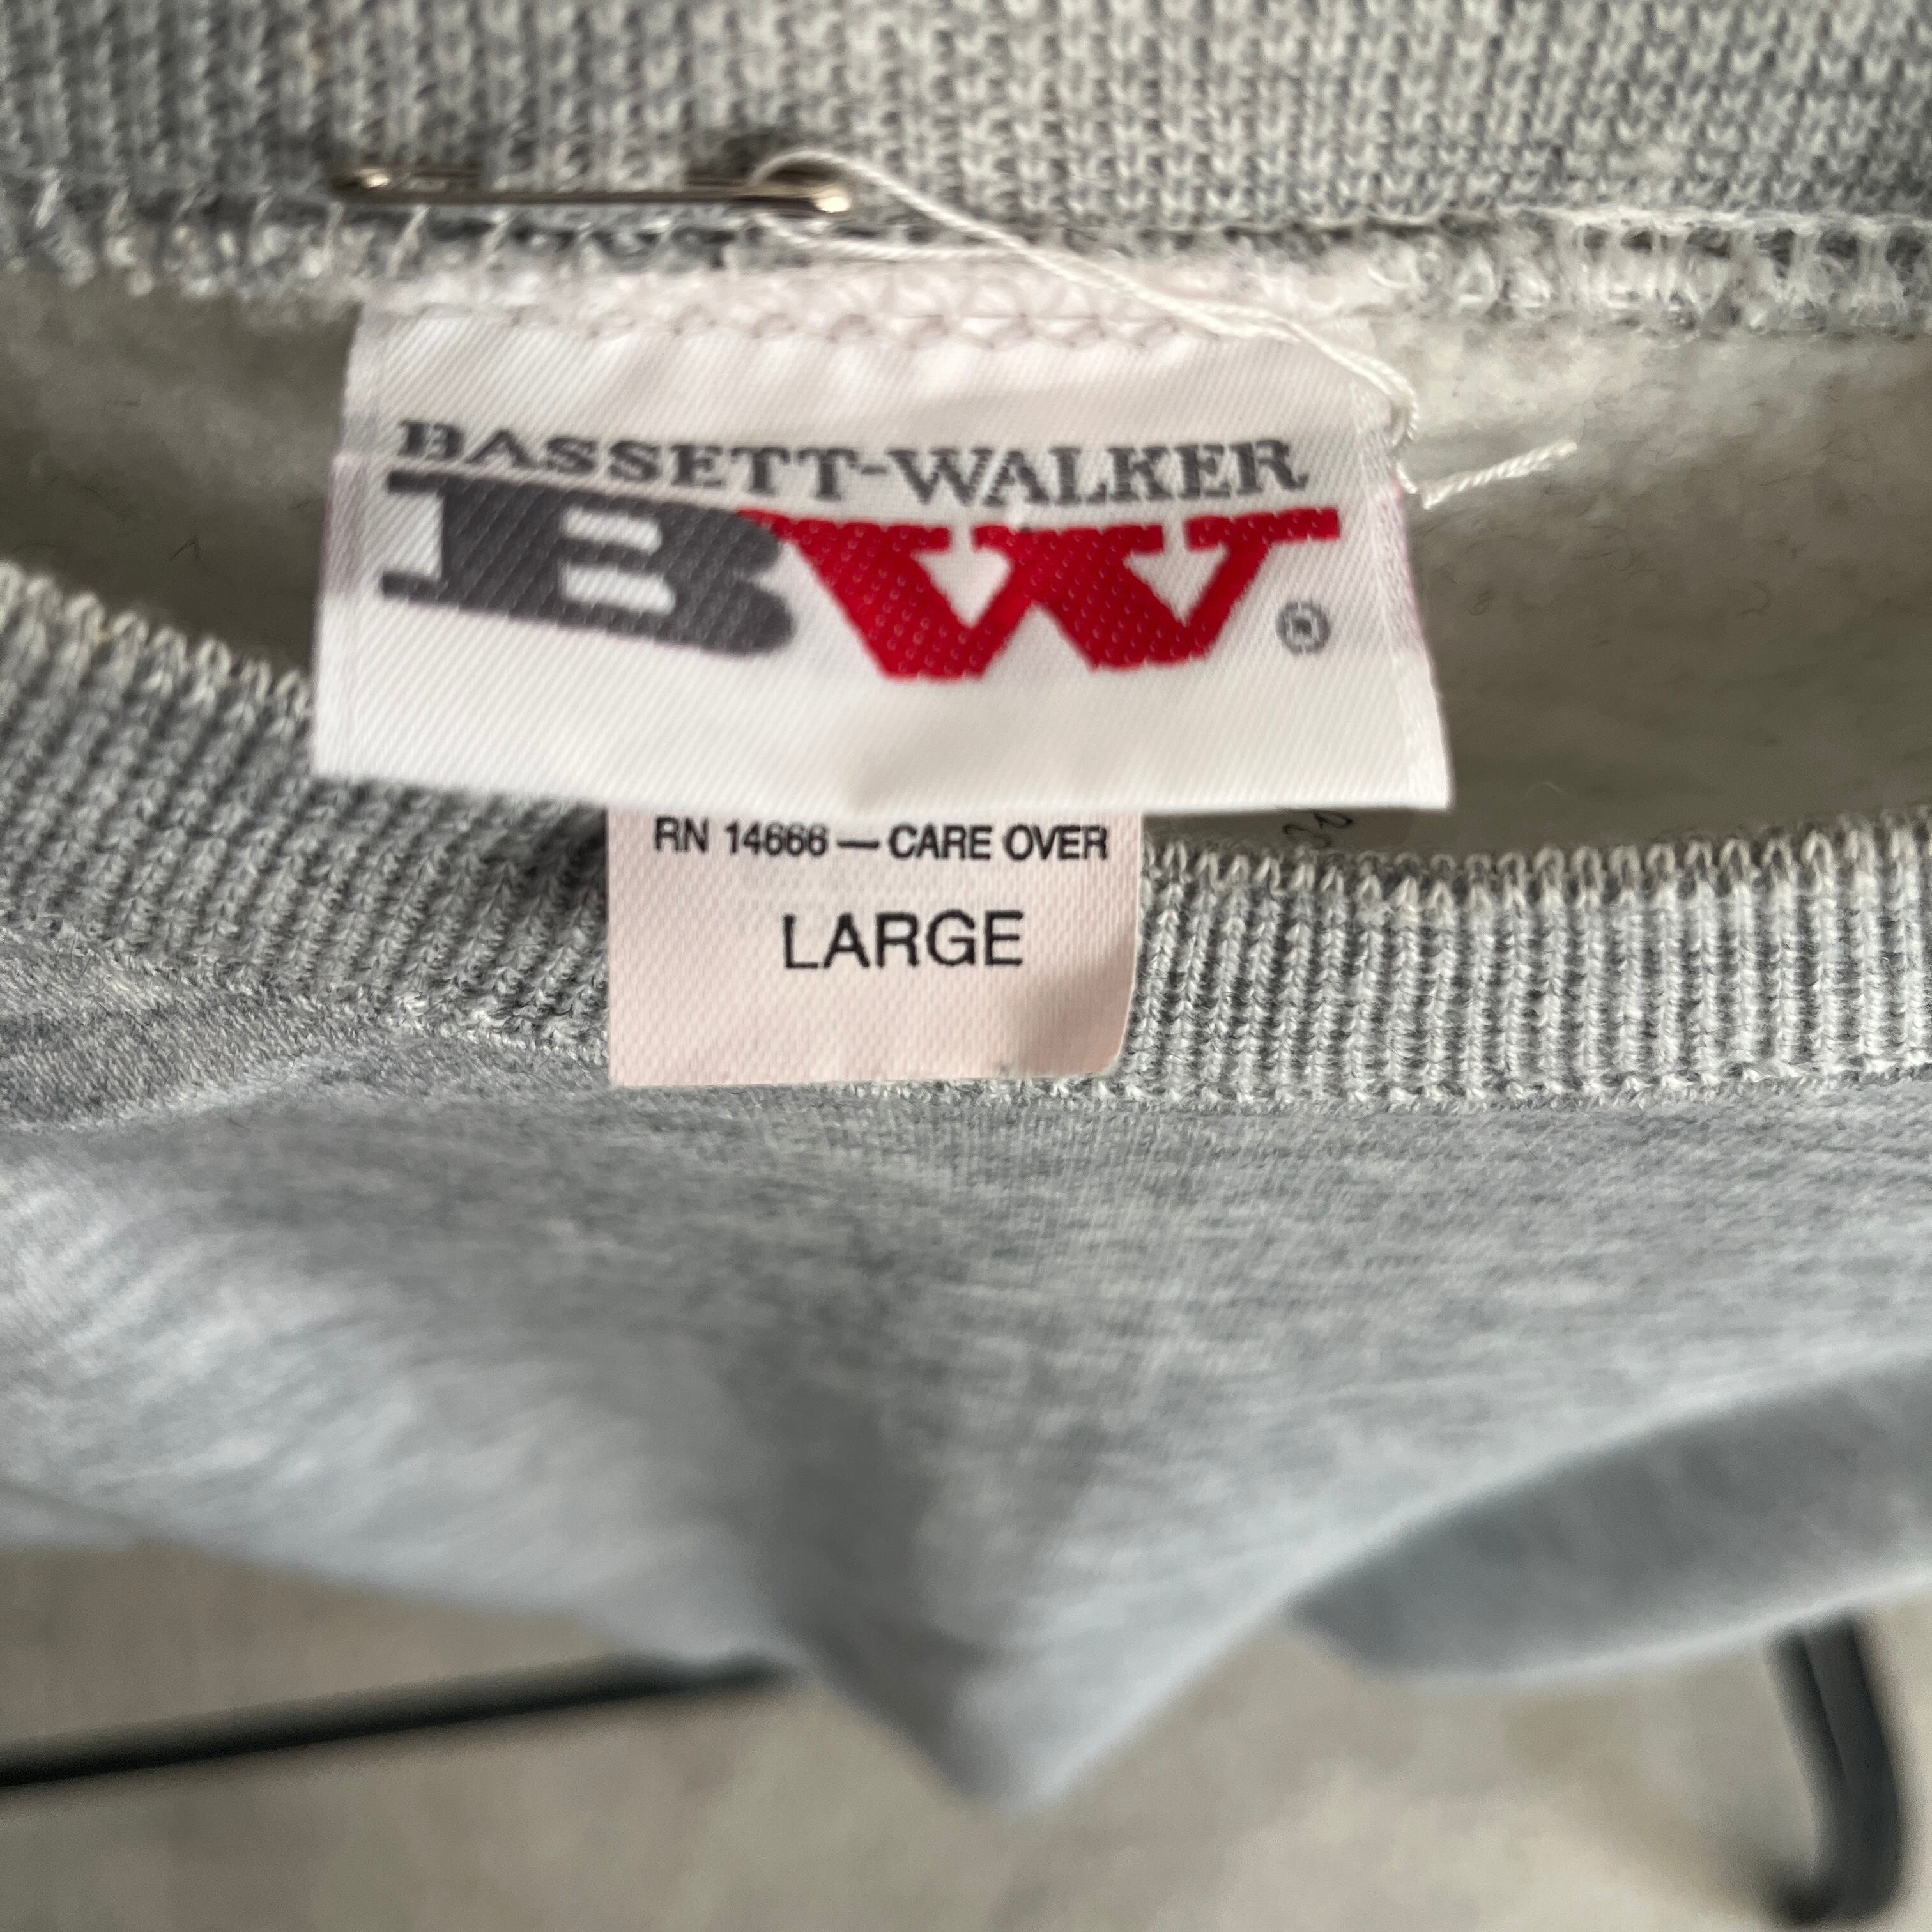 BASSETT-WALKER
BW®
RN 14666 — CARE OVER
LARGE